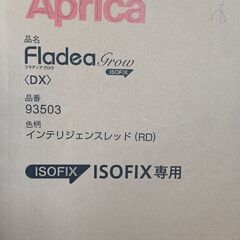 Aprica
品名
Fladea grow
フラディア グロウ
ISOFIX
〈DX〉
品番
93503
色柄
インテリジェンスレッド(RD)
ISOFIX ISOFIX専用